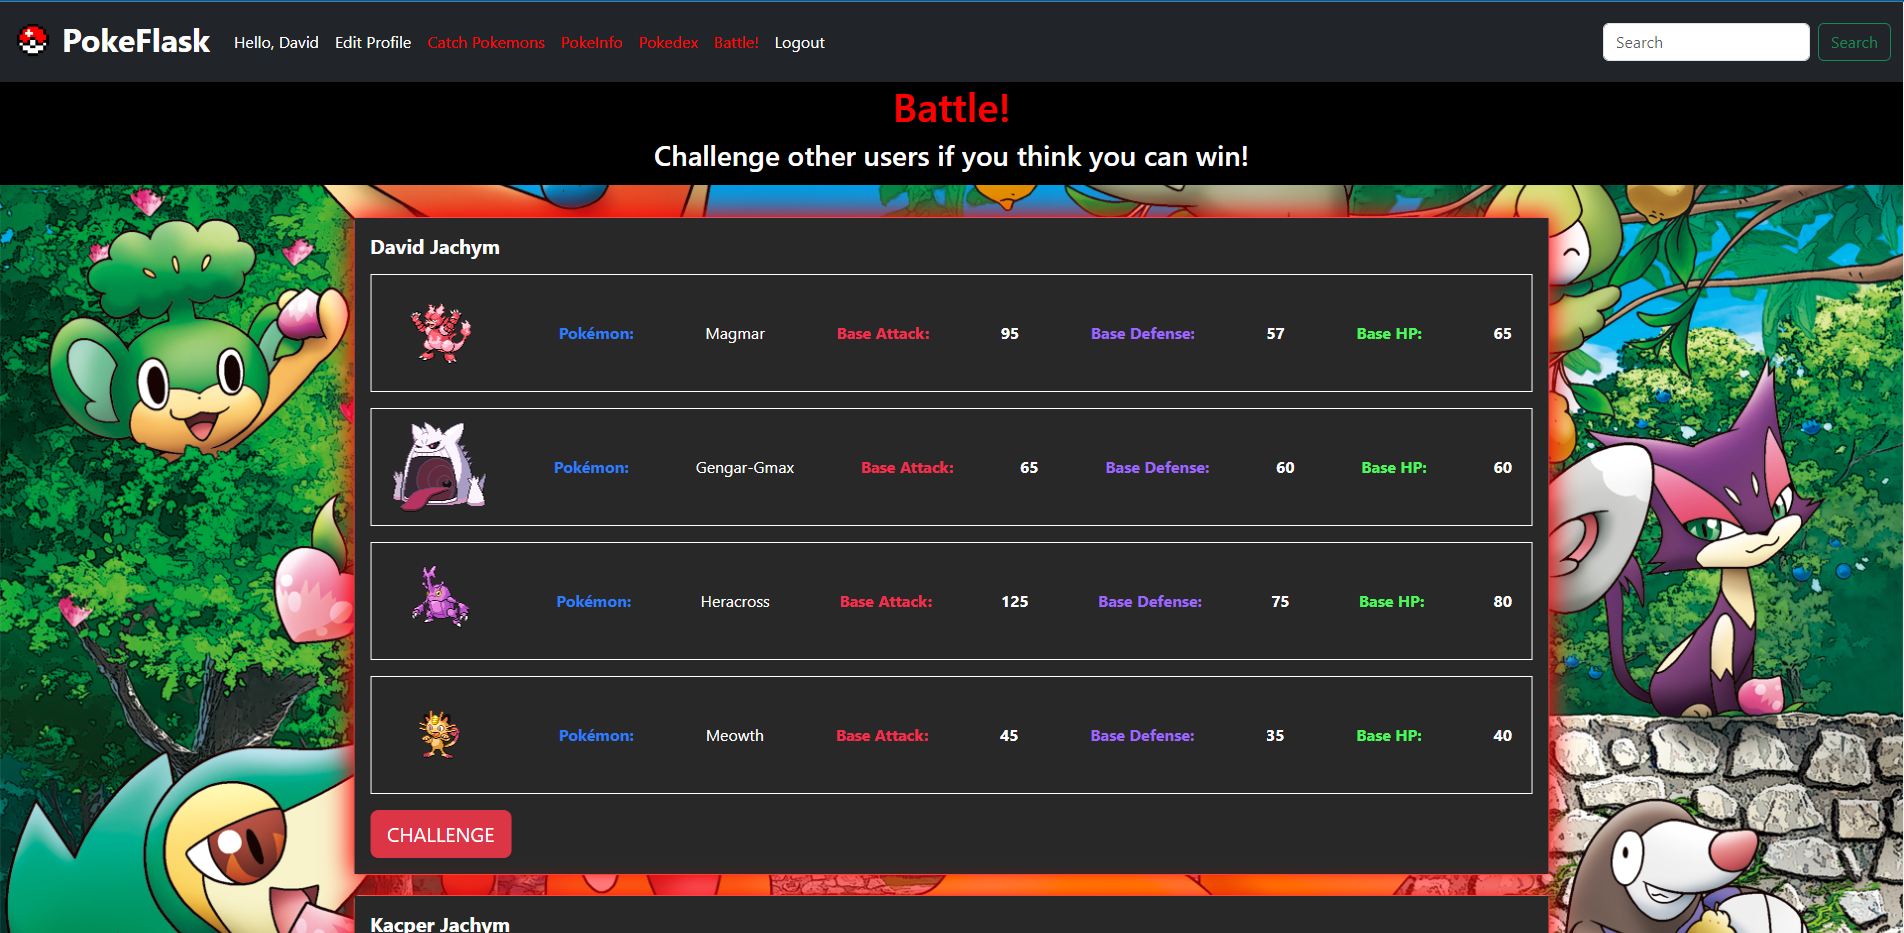 PokeFlask Hello, David Edit Profile Catch Pokemons PokeInfo Pokedex Battle! Logout Search Search
Battle!
Challenge other users if you think you can win!
David Jachym
Pokémon: Magmar Base Attack: 95 Base Defense: 57 Base HP: 65
Pokémon: Gengar-Gmax Base Attack: 65 Base Defense: 60 Base HP: 60
Pokémon: Heracross Base Attack: 125 Base Defense: 75 Base HP: 80
Pokémon: Meowth Base Attack: 45 Base Defense: 35 Base HP: 40
CHALLENGE
Kacper Jachym